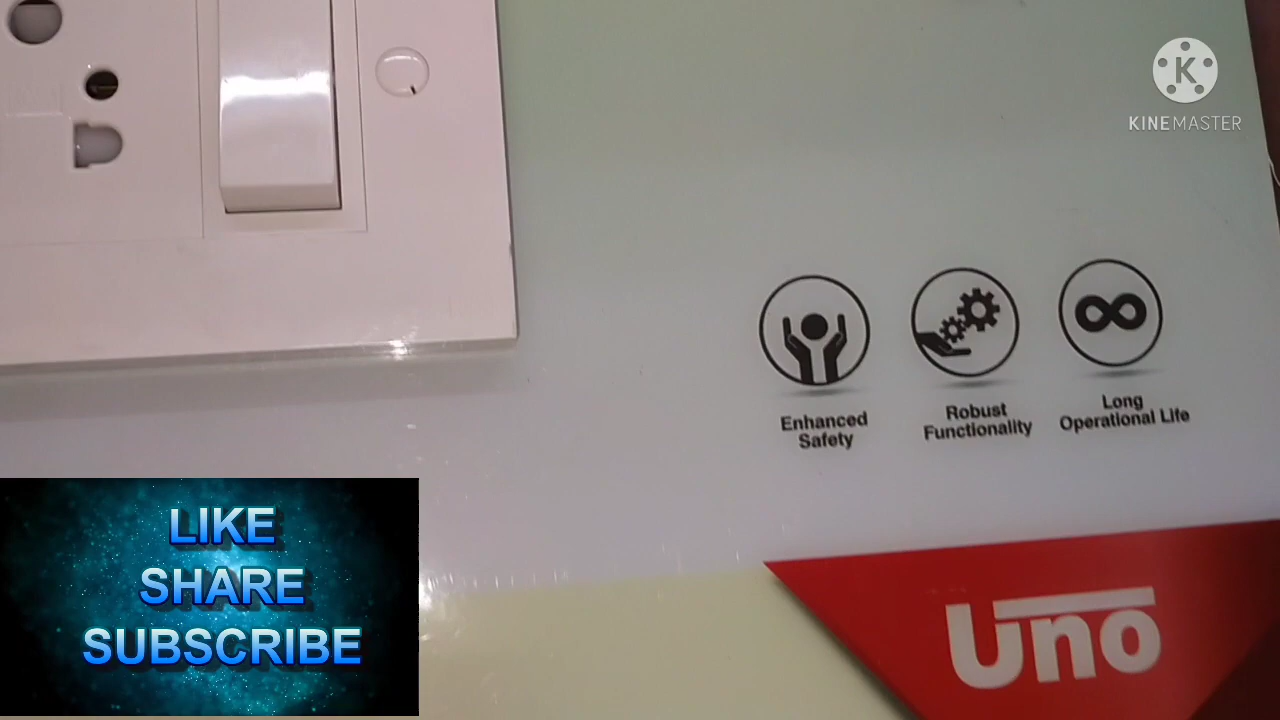 KINEMASTER
Enhanced
Safety
Robust
Functionality
Long
Operational Life
LIKE
SHARE
SUBSCRIBE
Uno